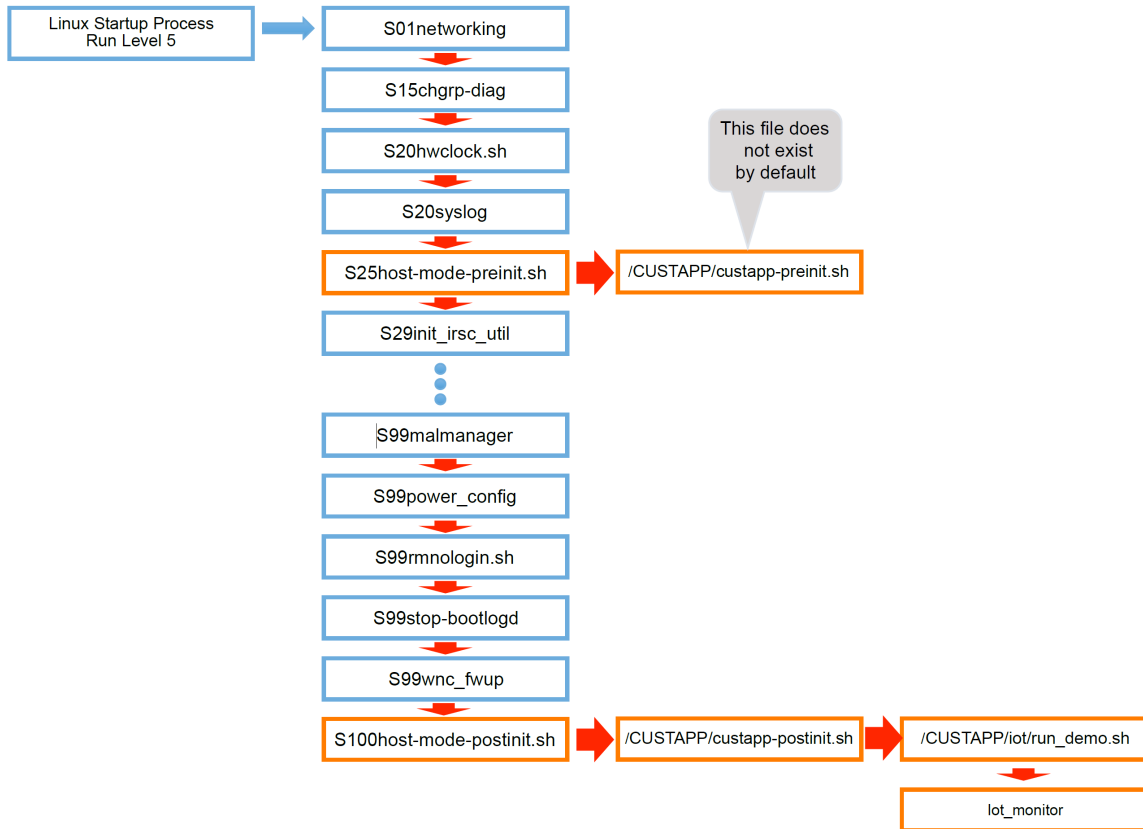 Linux Startup Process
Run Level 5
S01networking
S15chgrp-diag
S20hwclock.sh
This file does
not exist
by default
S20syslog
S25host-mode-preinit.sh
/CUSTAPP/custapp-preinit.sh
S29init_irsc_util
S99malmanager
S99power_config
S99rmnologin.sh
S99stop-bootlogd
S99wnc_fwup
S100host-mode-postinit.sh
/CUSTAPP/custapp-postinit.sh
/CUSTAPP/iot/run_demo.sh
Iot_monitor